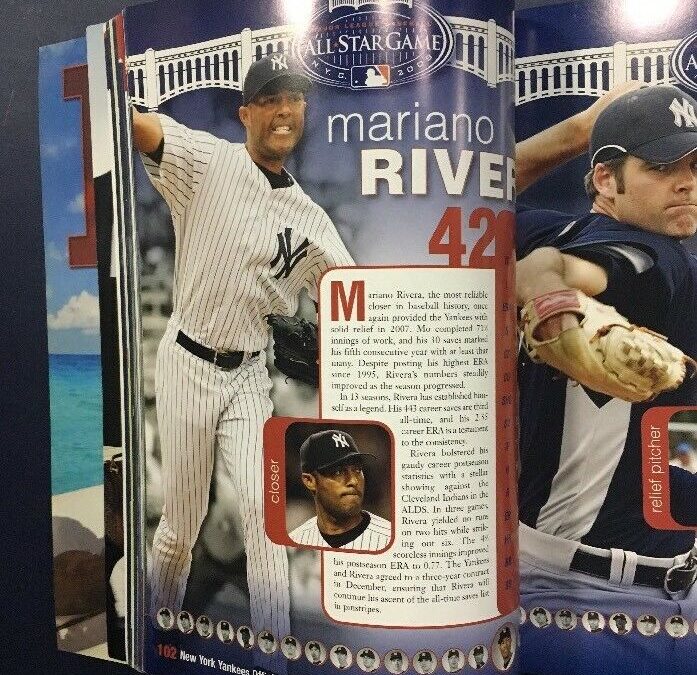 MAJOR LEAGUE BASEBALL
ALL-STAR GAME
N.Y.C. 2008
mariano
RIVER
42
Mariano Rivera, the most reliable
closer in baseball history, once
again provided the Yankees with
solid relief in 2007. Mo completed 71⅓
innings of work, and his 30 saves marked
his fifth consecutive year with at least that
many. Despite posting his highest ERA
since 1995, Rivera's numbers steadily
improved as the season progressed.
In 13 seasons, Rivera has established him-
self as a legend. His 443 career saves are third
all-time, and his 2.35
career ERA is a testament
to the consistency.
Rivera bolstered his
gaudy career postseason
statistics with a stellar
showing against the
Cleveland Indians in the
ALDS. In three games,
Rivera yielded no runs
on two hits while strik-
ing out six. The 4⅔
scoreless innings improved
his postseason ERA to 0.77. The Yankees
and Rivera agreed to a three-year contract
in December, ensuring that Rivera will
continue his ascent of the all-time saves list
in pinstripes.
closer
102 New York Yankees Offi
relief pitcher